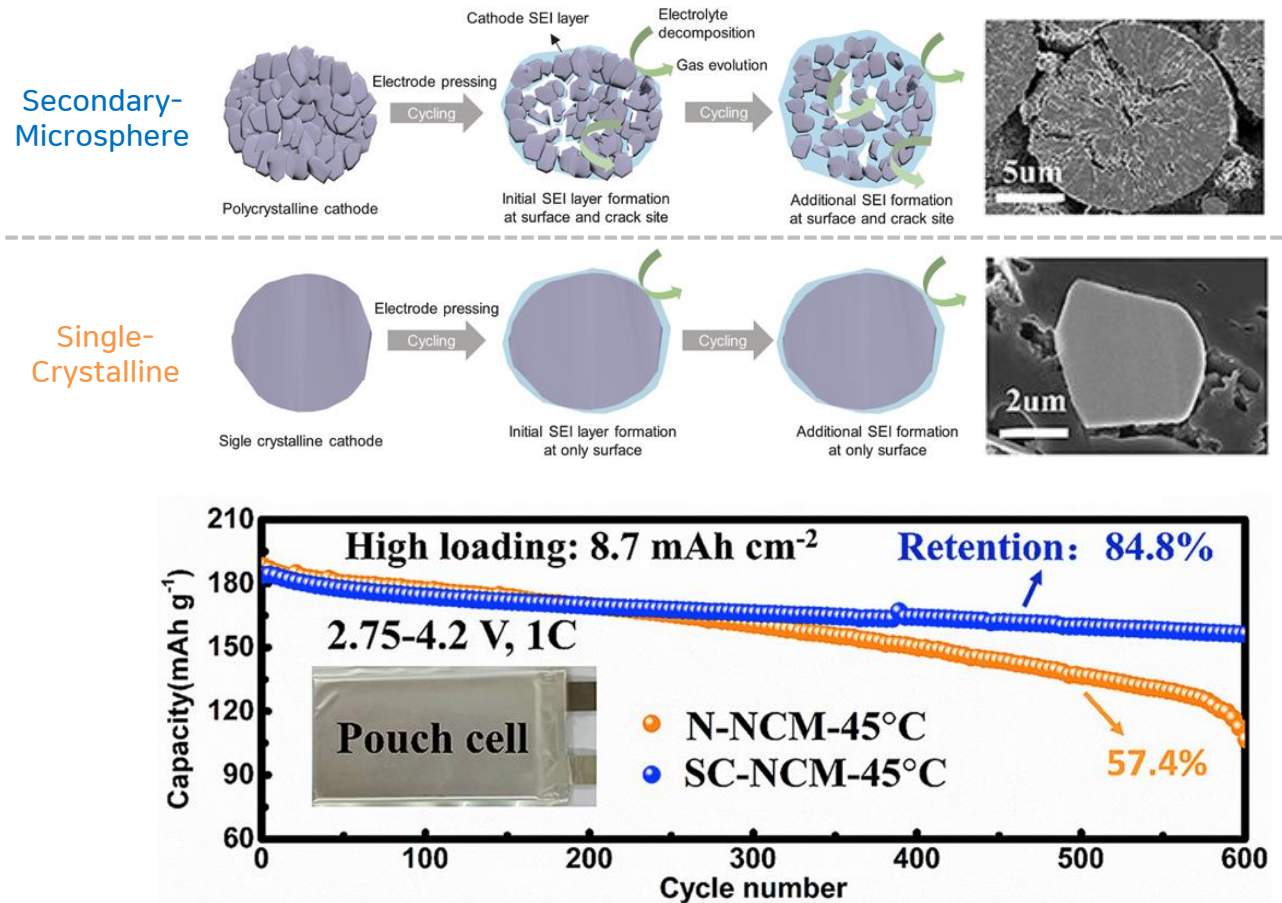 Secondary-
Microsphere
Cathode SEI layer
Electrolyte
decomposition
Gas evolution
Electrode pressing
Cycling
Cycling
Polycrystalline cathode
Initial SEI layer formation
at surface and crack site
Additional SEI formation
at surface and crack site
5um
Single-
Crystalline
Electrode pressing
Cycling
Cycling
Sigle crystalline cathode
Initial SEI layer formation
at only surface
Additional SEI formation
at only surface
2um
Capacity(mAh g⁻¹)
210
180
150
120
90
60
High loading: 8.7 mAh cm⁻²
Retention: 84.8%
2.75-4.2 V, 1C
Pouch cell
N-NCM-45°C
SC-NCM-45°C
57.4%
0 100 200 300 400 500 600
Cycle number